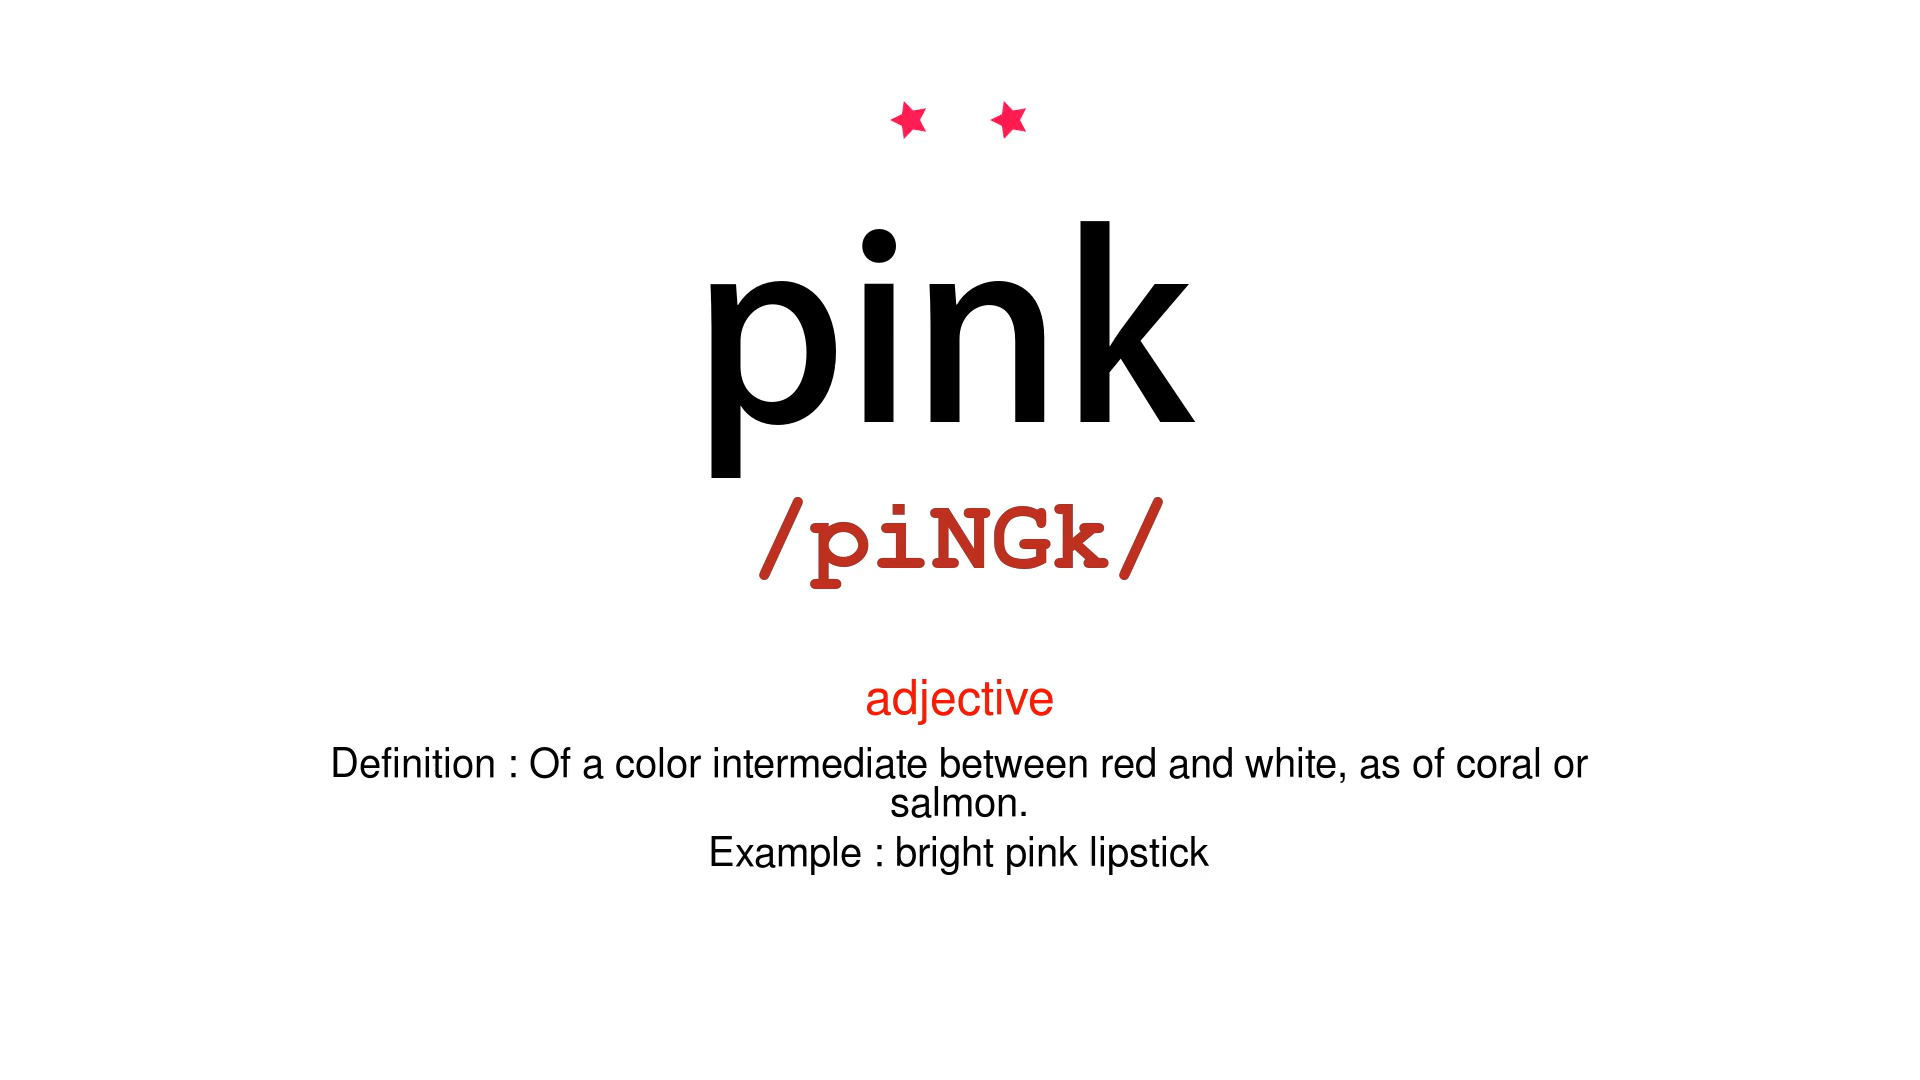 pink
/piNGk/
adjective
Definition : Of a color intermediate between red and white, as of coral or
salmon.
Example : bright pink lipstick